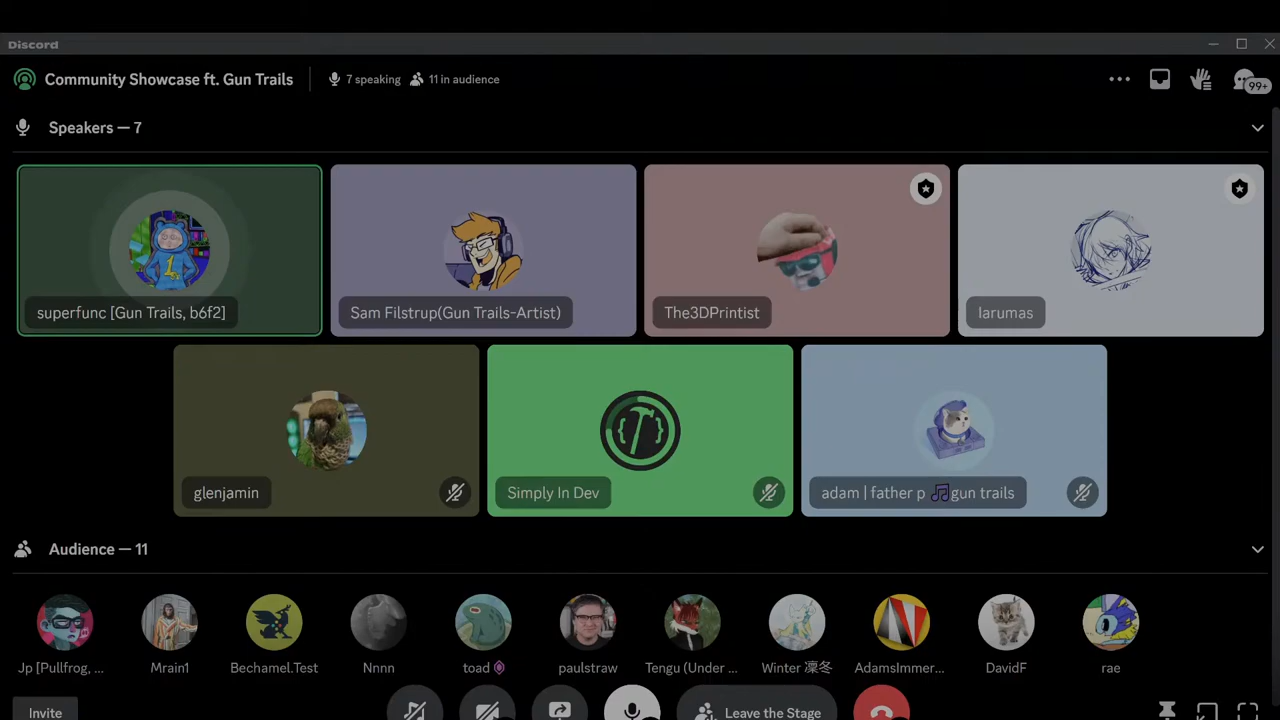 Discord
Community Showcase ft. Gun Trails
7 speaking
11 in audience
99+
Speakers — 7
superfunc [Gun Trails, b6f2]
Sam Filstrup(Gun Trails-Artist)
The3DPrintist
larumas
glenjamin
Simply In Dev
adam | father p 🎵gun trails
Audience — 11
Jp [Pullfrog, ...
Mrain1
Bechamel.Test
Nnnn
toad
paulstraw
Tengu (Under ...
Winter 凜冬
AdamsImmer...
DavidF
rae
Invite
Leave the Stage